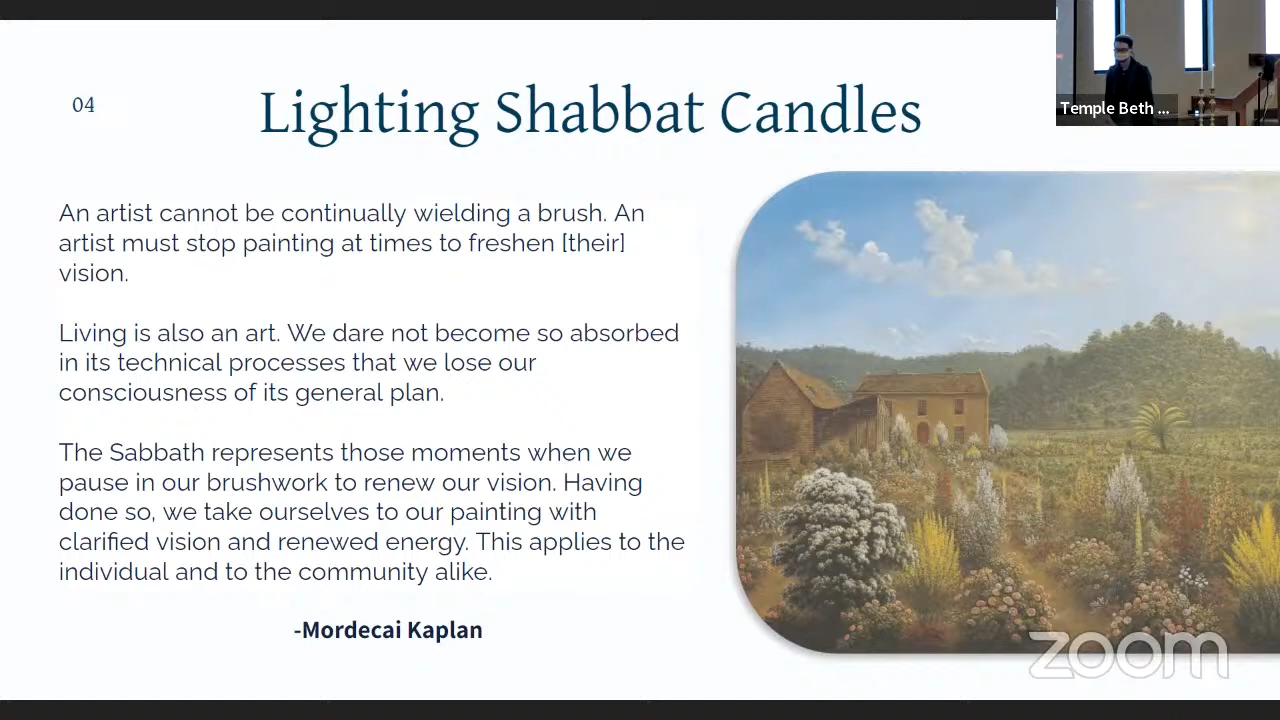 04
Lighting Shabbat Candles
Temple Beth ...
An artist cannot be continually wielding a brush. An
artist must stop painting at times to freshen [their]
vision.
Living is also an art. We dare not become so absorbed
in its technical processes that we lose our
consciousness of its general plan.
The Sabbath represents those moments when we
pause in our brushwork to renew our vision. Having
done so, we take ourselves to our painting with
clarified vision and renewed energy. This applies to the
individual and to the community alike.
-Mordecai Kaplan
zoom